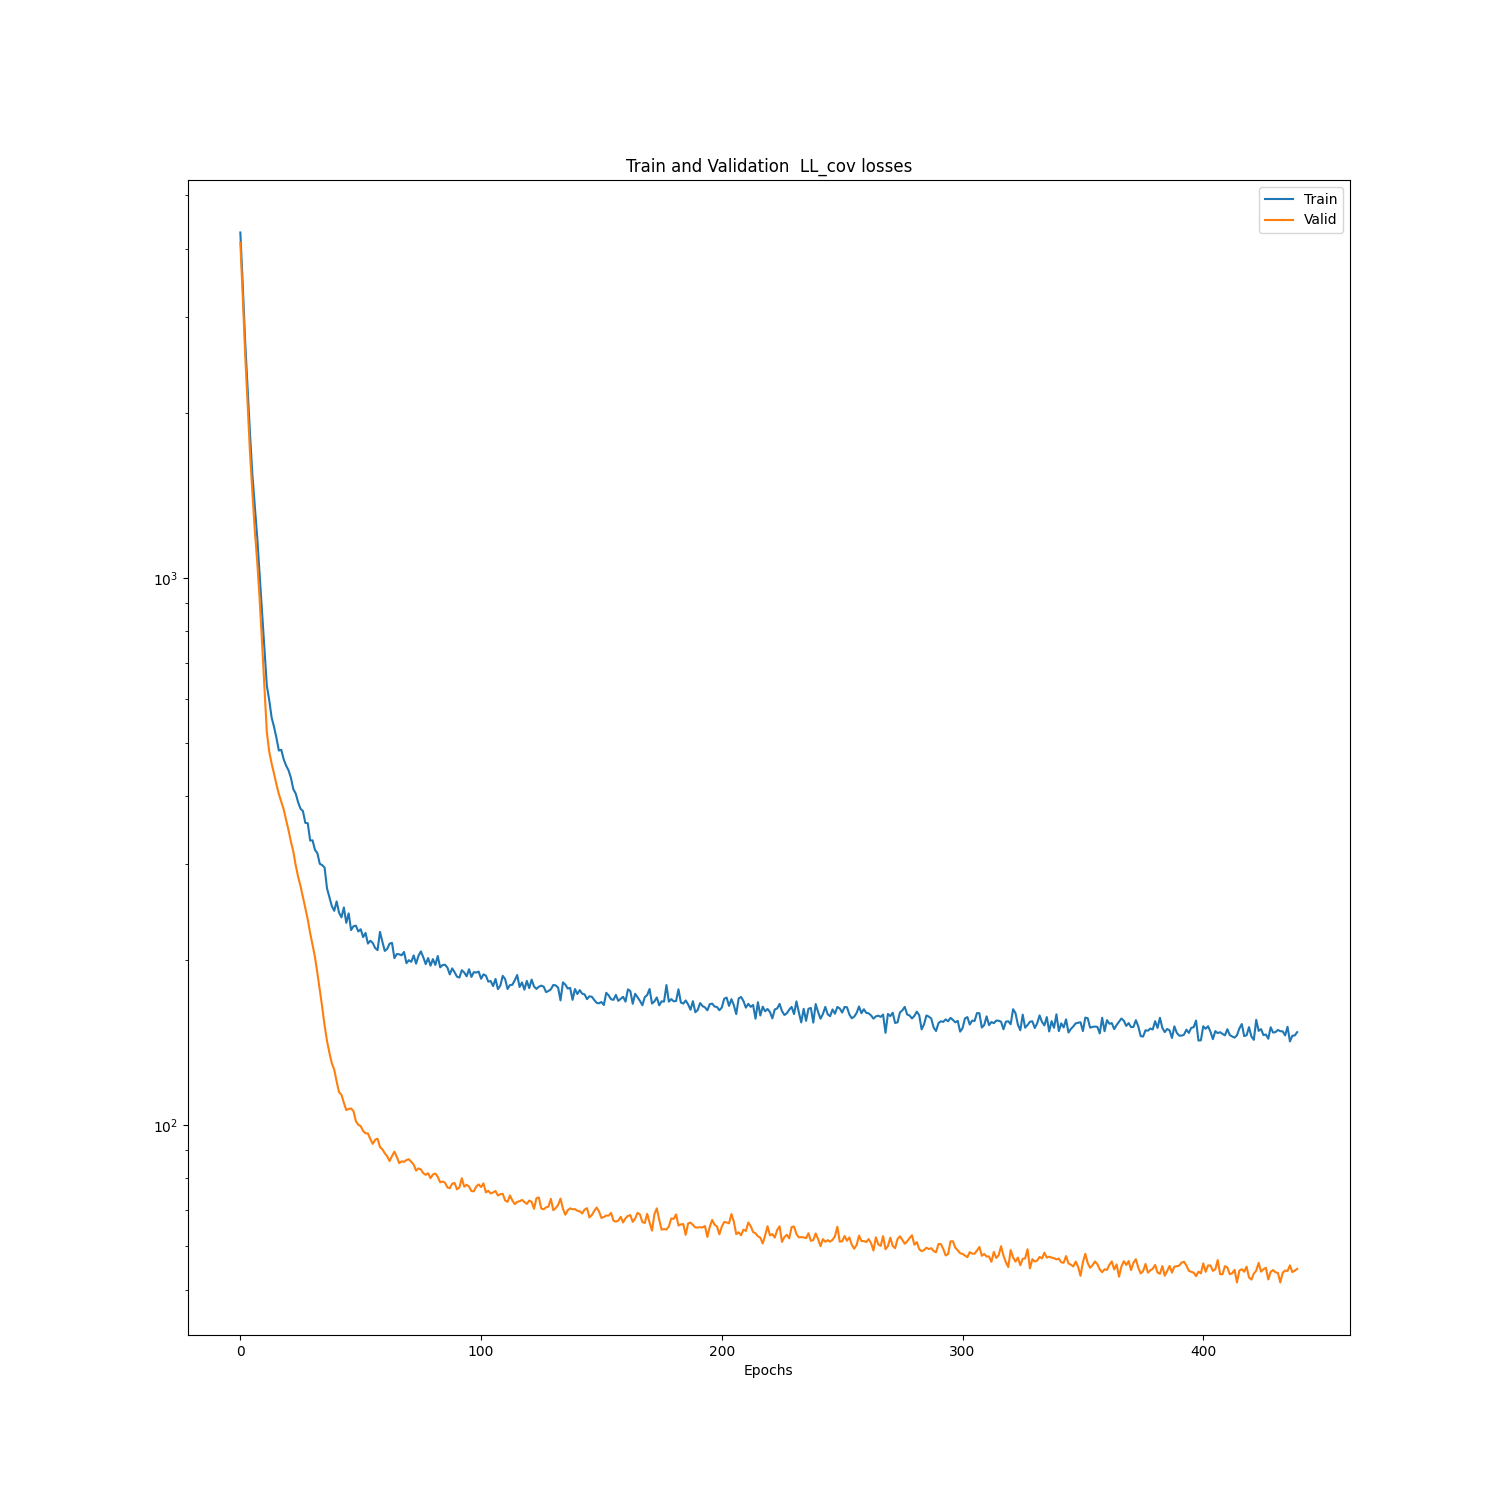 Train and Validation  LL_cov losses
Train
Valid
10³
10²
0 100 200 300 400
Epochs